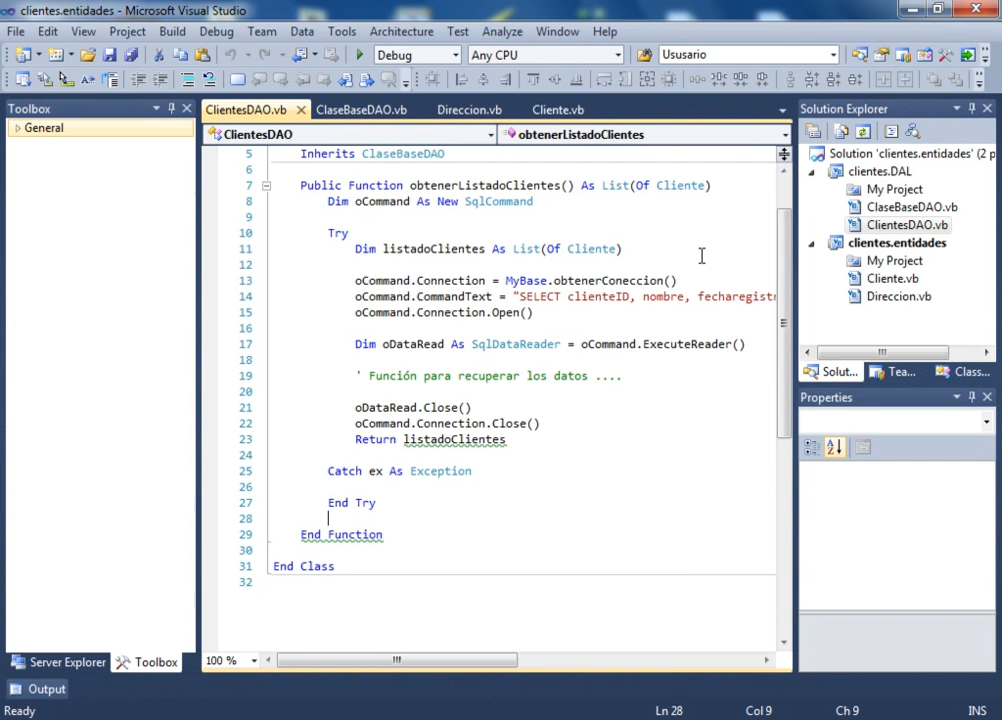 clientes.entidades - Microsoft Visual Studio
File Edit View Project Build Debug Team Data Tools Architecture Test Analyze Window Help
Debug Any CPU Ususario
Toolbox
General
ClientesDAO.vb ClaseBaseDAO.vb Direccion.vb Cliente.vb
ClientesDAO obtenerListadoClientes
5 Inherits ClaseBaseDAO
6
7 Public Function obtenerListadoClientes() As List(Of Cliente)
8 Dim oCommand As New SqlCommand
9
10 Try
11 Dim listadoClientes As List(Of Cliente)
12
13 oCommand.Connection = MyBase.obtenerConeccion()
14 oCommand.CommandText = "SELECT clienteID, nombre, fecharegistr
15 oCommand.Connection.Open()
16
17 Dim oDataRead As SqlDataReader = oCommand.ExecuteReader()
18
19 ' Función para recuperar los datos ....
20
21 oDataRead.Close()
22 oCommand.Connection.Close()
23 Return listadoClientes
24
25 Catch ex As Exception
26
27 End Try
28
29 End Function
30
31 End Class
32
100 %
Solution Explorer
Solution 'clientes.entidades' (2 p
clientes.DAL
My Project
ClaseBaseDAO.vb
ClientesDAO.vb
clientes.entidades
My Project
Cliente.vb
Direccion.vb
Solut... Tea... Class...
Properties
Server Explorer Toolbox
Output
Ready Ln 28 Col 9 Ch 9 INS